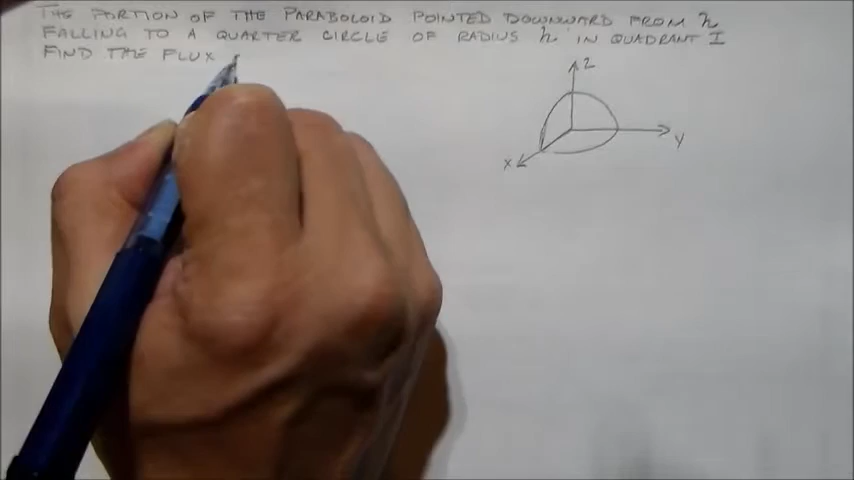 THE PORTION OF THE PARABOLOID POINTED DOWNWARD FROM h
FALLING TO A QUARTER CIRCLE OF RADIUS h IN QUADRANT I
FIND THE FLUX
z
y
x